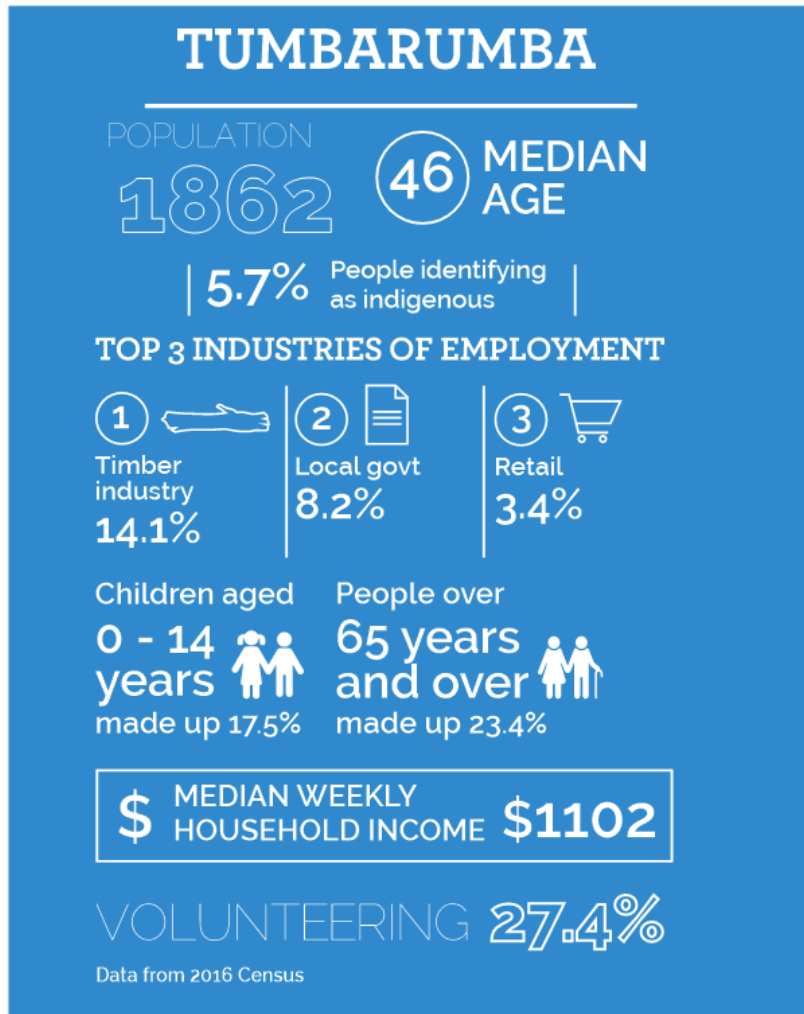 TUMBARUMBA
POPULATION
1862
46
MEDIAN
AGE
5.7%
People identifying
as indigenous
TOP 3 INDUSTRIES OF EMPLOYMENT
1
Timber
industry
14.1%
2
Local govt
8.2%
3
Retail
3.4%
Children aged
0 - 14
years
made up 17.5%
People over
65 years
and over
made up 23.4%
$
MEDIAN WEEKLY
HOUSEHOLD INCOME
$1102
VOLUNTEERING 27.4%
Data from 2016 Census